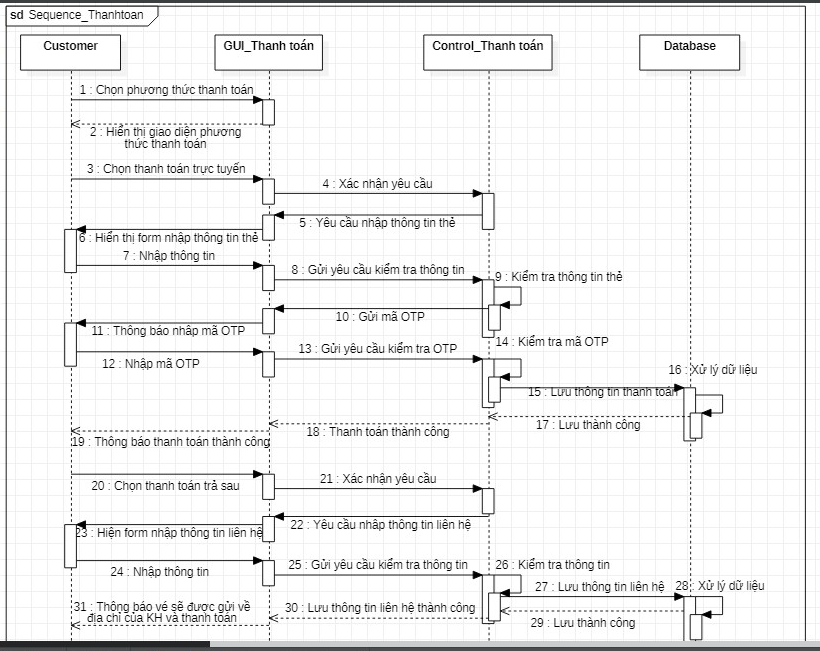 sd Sequence_Thanhtoan
Customer
GUI_Thanh toán
Control_Thanh toán
Database
1 : Chọn phương thức thanh toán
2 : Hiển thị giao diện phương
thức thanh toán
3 : Chọn thanh toán trực tuyến
4 : Xác nhận yêu cầu
5 : Yêu cầu nhập thông tin thẻ
6 : Hiển thị form nhập thông tin thẻ
7 : Nhập thông tin
8 : Gửi yêu cầu kiểm tra thông tin
9 : Kiểm tra thông tin thẻ
10 : Gửi mã OTP
11 : Thông báo nhập mã OTP
12 : Nhập mã OTP
13 : Gửi yêu cầu kiểm tra OTP
14 : Kiểm tra mã OTP
15 : Lưu thông tin thanh toán
16 : Xử lý dữ liệu
17 : Lưu thành công
18 : Thanh toán thành công
19 : Thông báo thanh toán thành công
20 : Chọn thanh toán trả sau
21 : Xác nhận yêu cầu
22 : Yêu cầu nhập thông tin liên hệ
23 : Hiện form nhập thông tin liên hệ
24 : Nhập thông tin
25 : Gửi yêu cầu kiểm tra thông tin
26 : Kiểm tra thông tin
27 : Lưu thông tin liên hệ
28 : Xử lý dữ liệu
29 : Lưu thành công
30 : Lưu thông tin liên hệ thành công
31 : Thông báo vé sẽ được gửi về
địa chỉ của KH và thanh toán